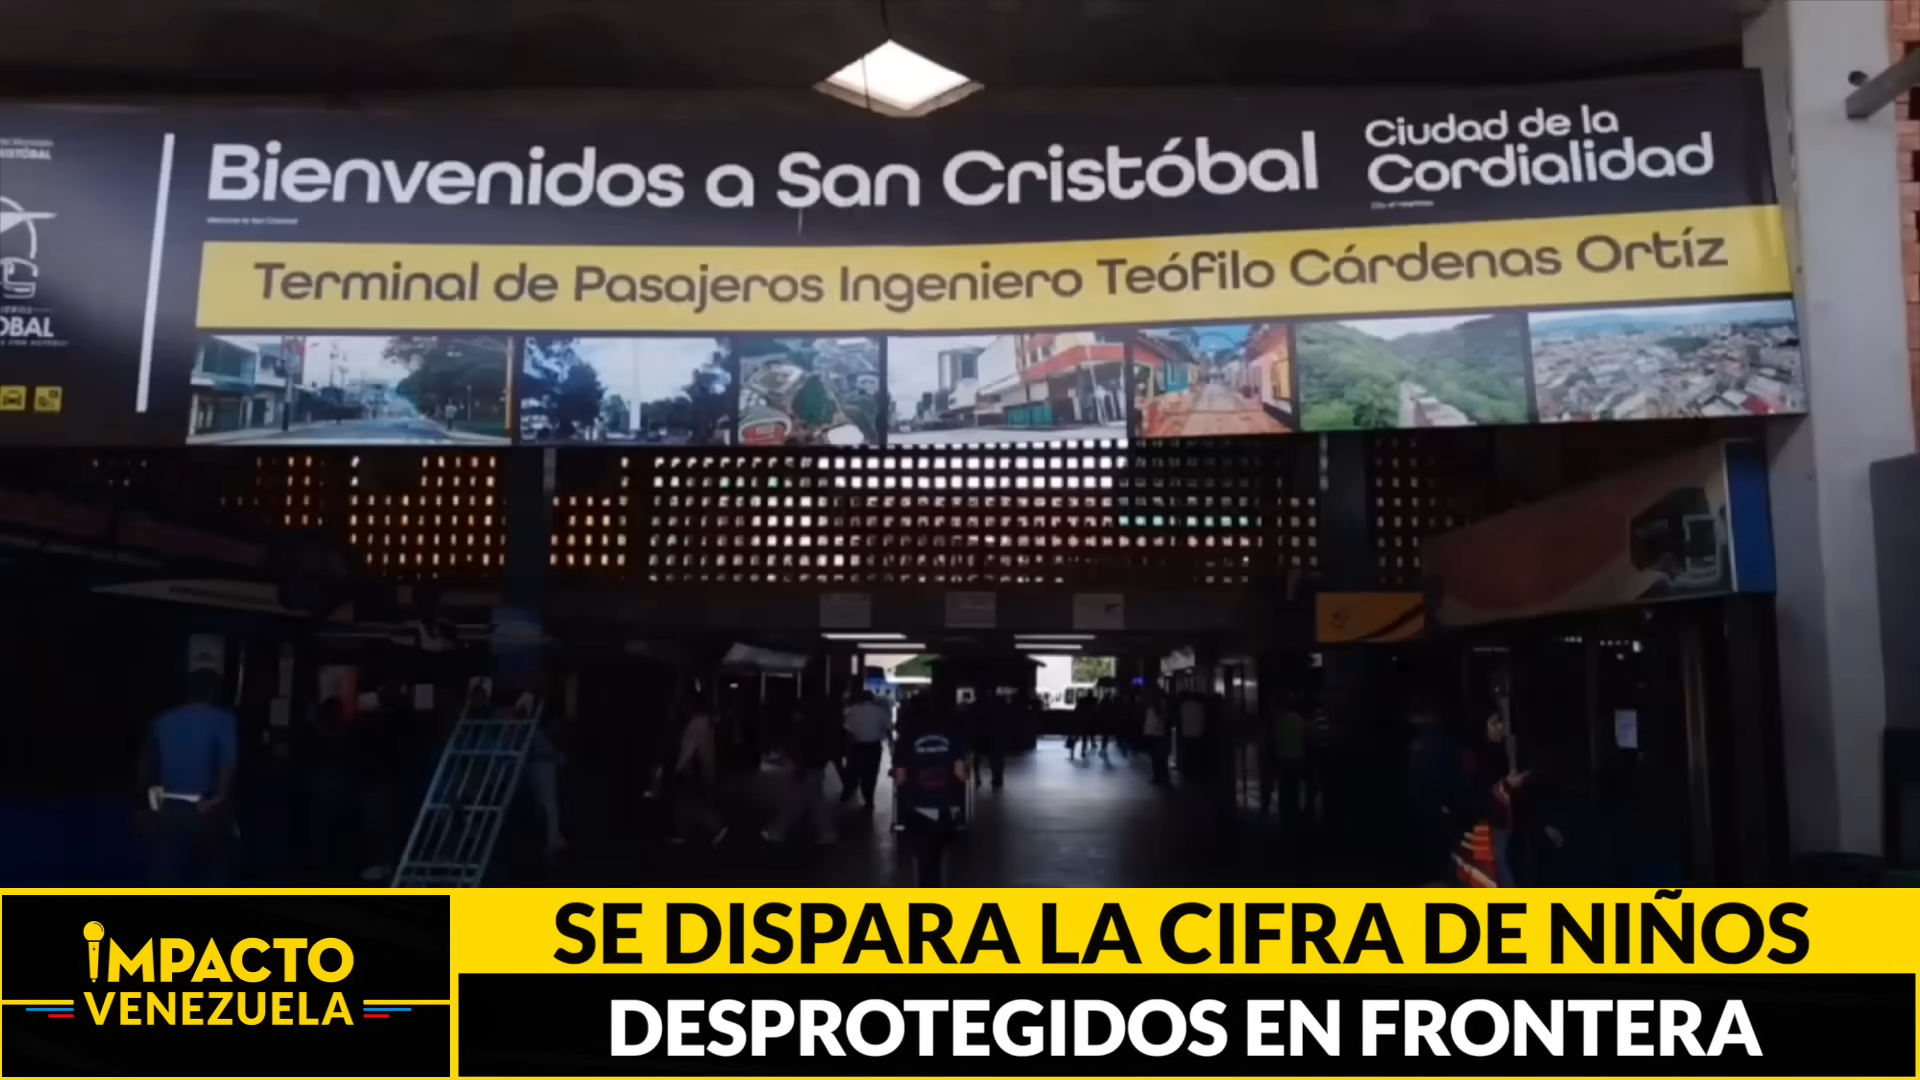 Bienvenidos a San Cristóbal
Ciudad de la
Cordialidad
Terminal de Pasajeros Ingeniero Teófilo Cárdenas Ortíz
IMPACTO
VENEZUELA
SE DISPARA LA CIFRA DE NIÑOS
DESPROTEGIDOS EN FRONTERA